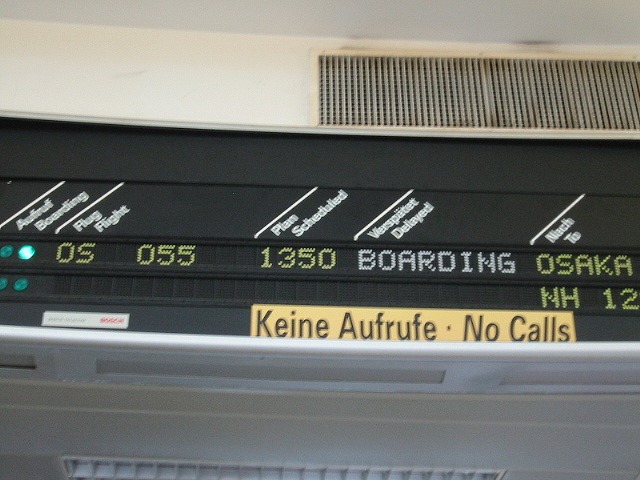 Aufruf
Boarding
Flug
Flight
Plan
Scheduled
Verspätet
Delayed
Nach
To
OS 055 1350 BOARDING OSAKA
NH 12
Keine Aufrufe · No Calls